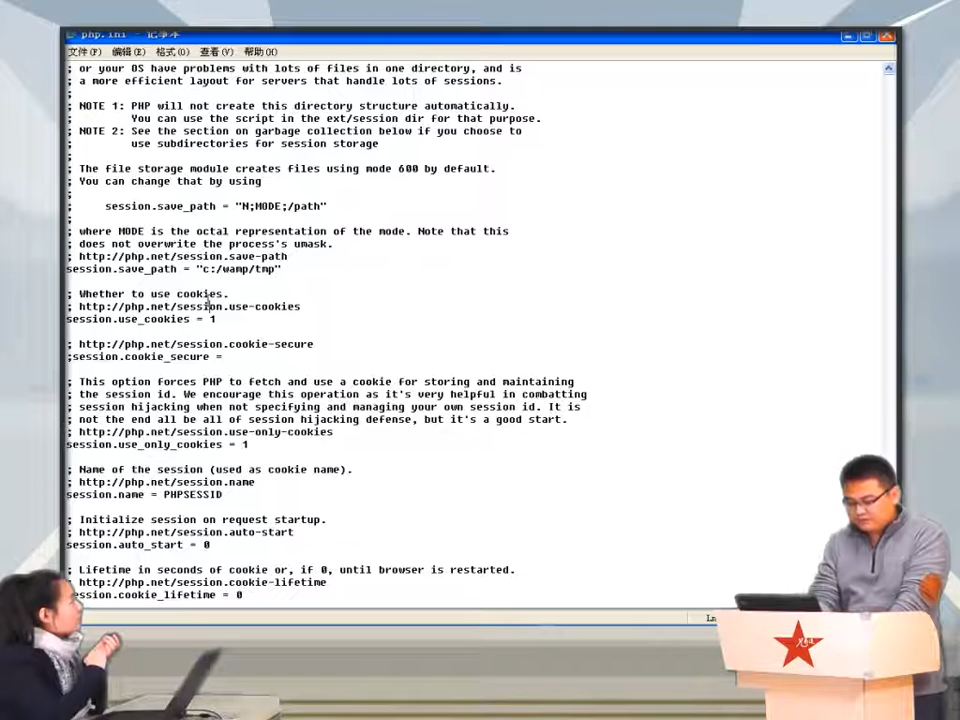 php.ini - 记事本
文件(F) 编辑(E) 格式(O) 查看(V) 帮助(H)
; or your OS have problems with lots of files in one directory, and is
; a more efficient layout for servers that handle lots of sessions.
;
; NOTE 1: PHP will not create this directory structure automatically.
; You can use the script in the ext/session dir for that purpose.
; NOTE 2: See the section on garbage collection below if you choose to
; use subdirectories for session storage
;
; The file storage module creates files using mode 600 by default.
; You can change that by using
;
; session.save_path = "N;MODE;/path"
;
; where MODE is the octal representation of the mode. Note that this
; does not overwrite the process's umask.
; http://php.net/session.save-path
session.save_path = "c:/wamp/tmp"
; Whether to use cookies.
; http://php.net/session.use-cookies
session.use_cookies = 1
; http://php.net/session.cookie-secure
;session.cookie_secure =
; This option forces PHP to fetch and use a cookie for storing and maintaining
; the session id. We encourage this operation as it's very helpful in combatting
; session hijacking when not specifying and managing your own session id. It is
; not the end all be all of session hijacking defense, but it's a good start.
; http://php.net/session.use-only-cookies
session.use_only_cookies = 1
; Name of the session (used as cookie name).
; http://php.net/session.name
session.name = PHPSESSID
; Initialize session on request startup.
; http://php.net/session.auto-start
session.auto_start = 0
; Lifetime in seconds of cookie or, if 0, until browser is restarted.
; http://php.net/session.cookie-lifetime
session.cookie_lifetime = 0
Ln